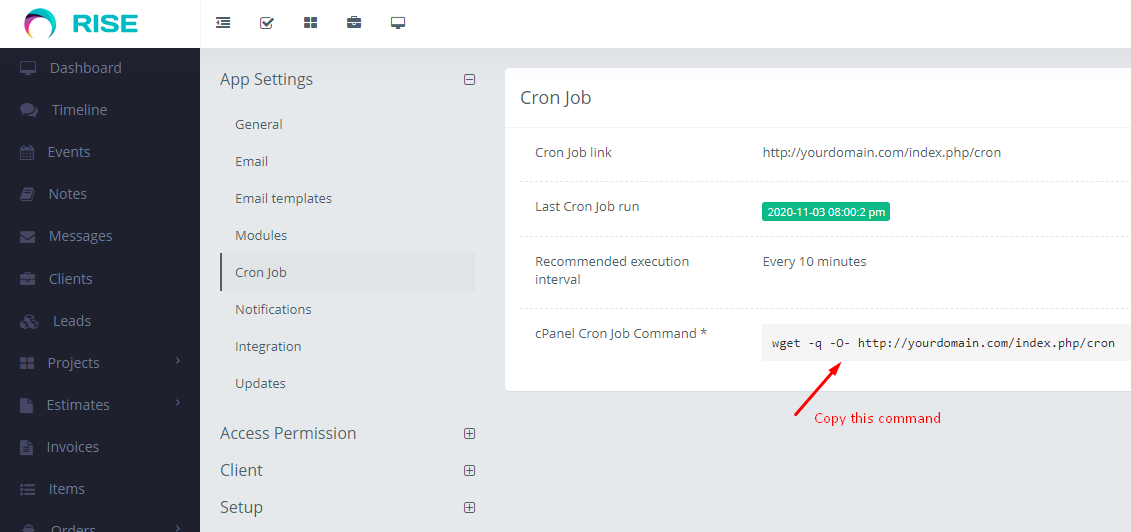 RISE
Dashboard
Timeline
Events
Notes
Messages
Clients
Leads
Projects
Estimates
Invoices
Items
Orders
App Settings
General
Email
Email templates
Modules
Cron Job
Notifications
Integration
Updates
Access Permission
Client
Setup
Cron Job
Cron Job link
http://yourdomain.com/index.php/cron
Last Cron Job run
2020-11-03 08:00:2 pm
Recommended execution
interval
Every 10 minutes
cPanel Cron Job Command *
wget -q -O- http://yourdomain.com/index.php/cron
Copy this command